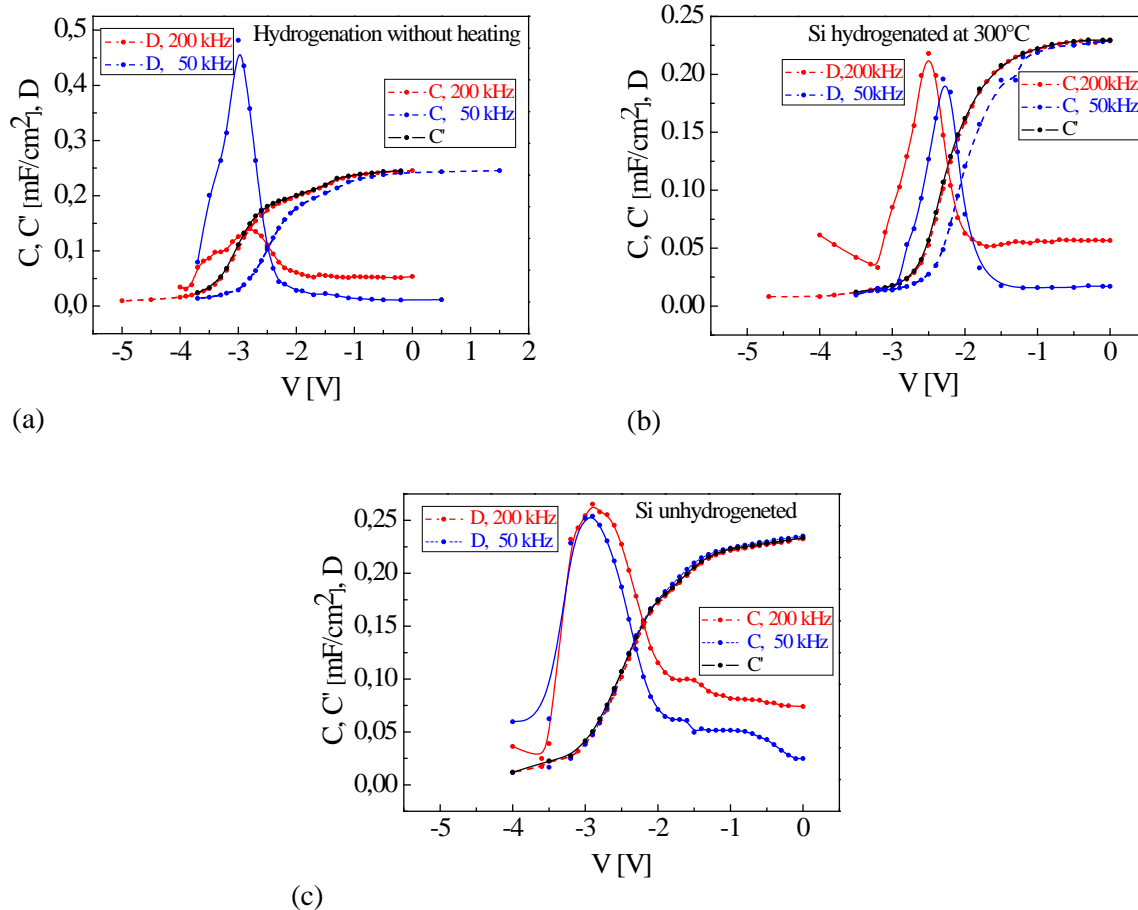 Hydrogenation without heating
D, 200 kHz
D, 50 kHz
C, 200 kHz
C, 50 kHz
C'
C, C' [mF/cm²], D
0,5
0,4
0,3
0,2
0,1
0,0
-5 -4 -3 -2 -1 0 1 2
V [V]
(a)
Si hydrogenated at 300°C
D,200kHz
D, 50kHz
C,200kHz
C, 50kHz
C'
C, C' [mF/cm²], D
0.25
0.20
0.15
0.10
0.05
0.00
-5 -4 -3 -2 -1 0
V [V]
(b)
Si unhydrogeneted
D, 200 kHz
D, 50 kHz
C, 200 kHz
C, 50 kHz
C'
C, C' [mF/cm²], D
0,25
0,20
0,15
0,10
0,05
0,00
-5 -4 -3 -2 -1 0
V [V]
(c)